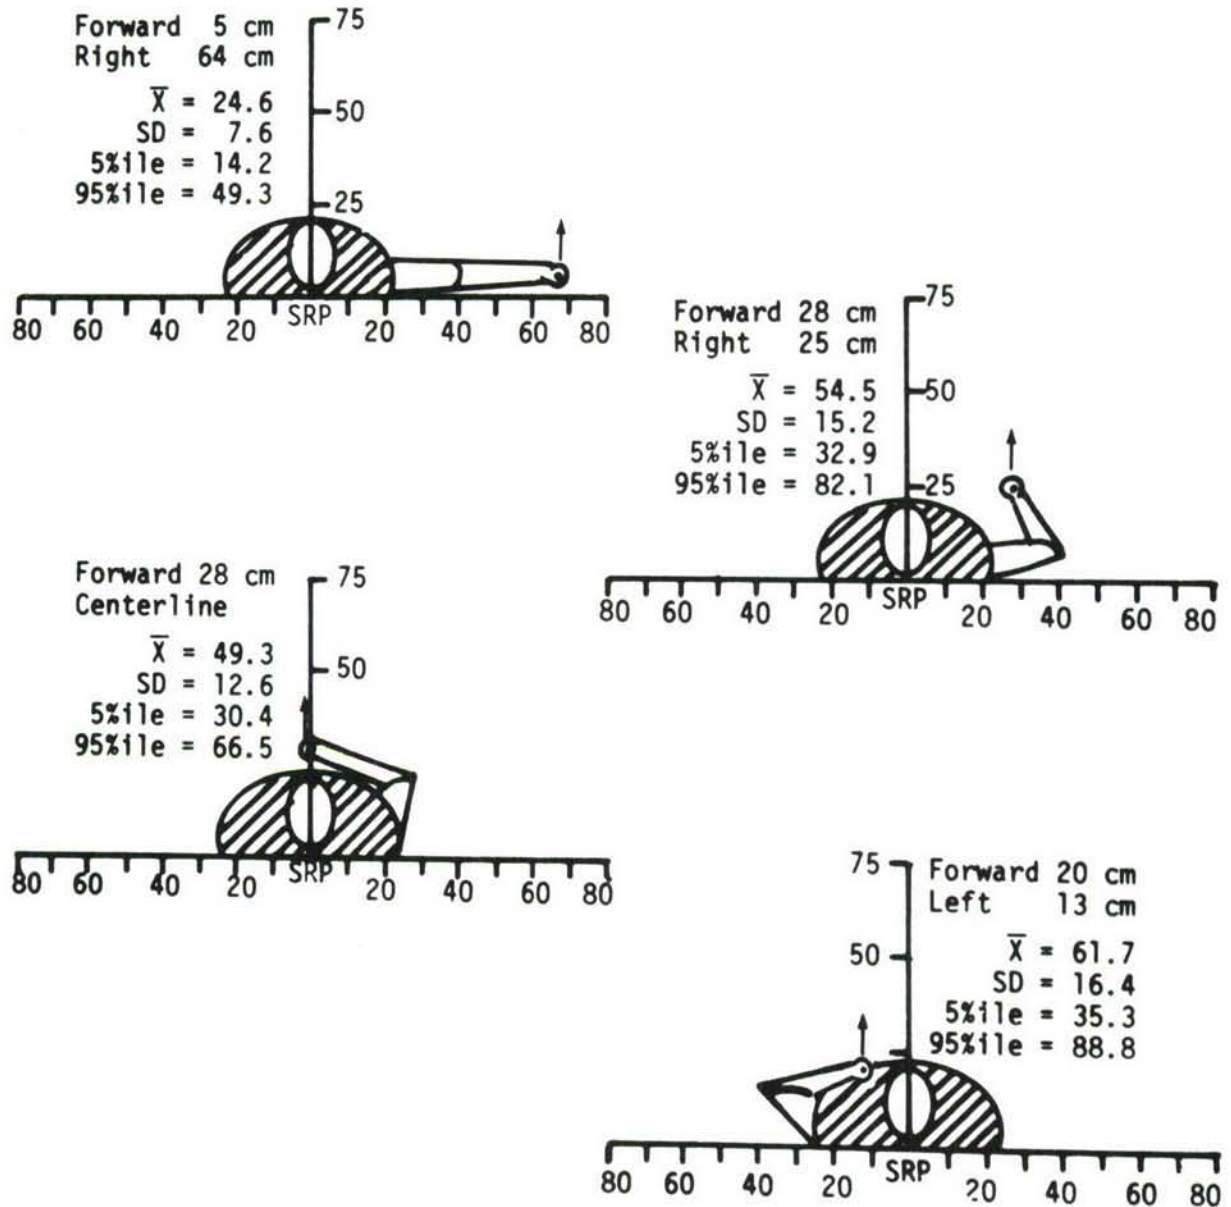 Forward 5 cm
Right 64 cm
X̄ = 24.6
SD = 7.6
5%ile = 14.2
95%ile = 49.3
75
50
25
80 60 40 20 SRP 20 40 60 80
Forward 28 cm
Right 25 cm
X̄ = 54.5
SD = 15.2
5%ile = 32.9
95%ile = 82.1
75
50
25
80 60 40 20 SRP 20 40 60 80
Forward 28 cm
Centerline
X̄ = 49.3
SD = 12.6
5%ile = 30.4
95%ile = 66.5
75
50
80 60 40 20 SRP 20 40 60 80
Forward 20 cm
Left 13 cm
X̄ = 61.7
SD = 16.4
5%ile = 35.3
95%ile = 88.8
75
50
80 60 40 20 SRP 20 40 60 80